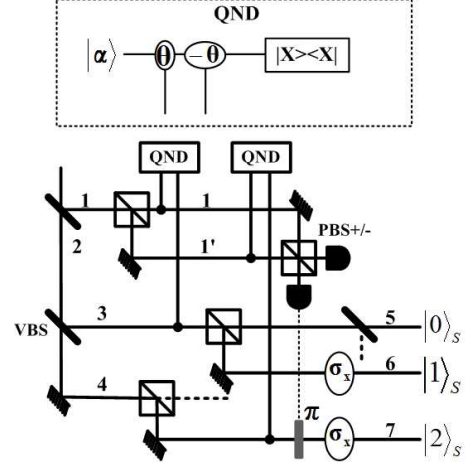 QND
|α⟩ θ −θ |X><X|
QND QND
1 1
2 PBS+/-
1'
3 5 |0⟩S
VBS
σx 6 |1⟩S
4
π
σx 7 |2⟩S